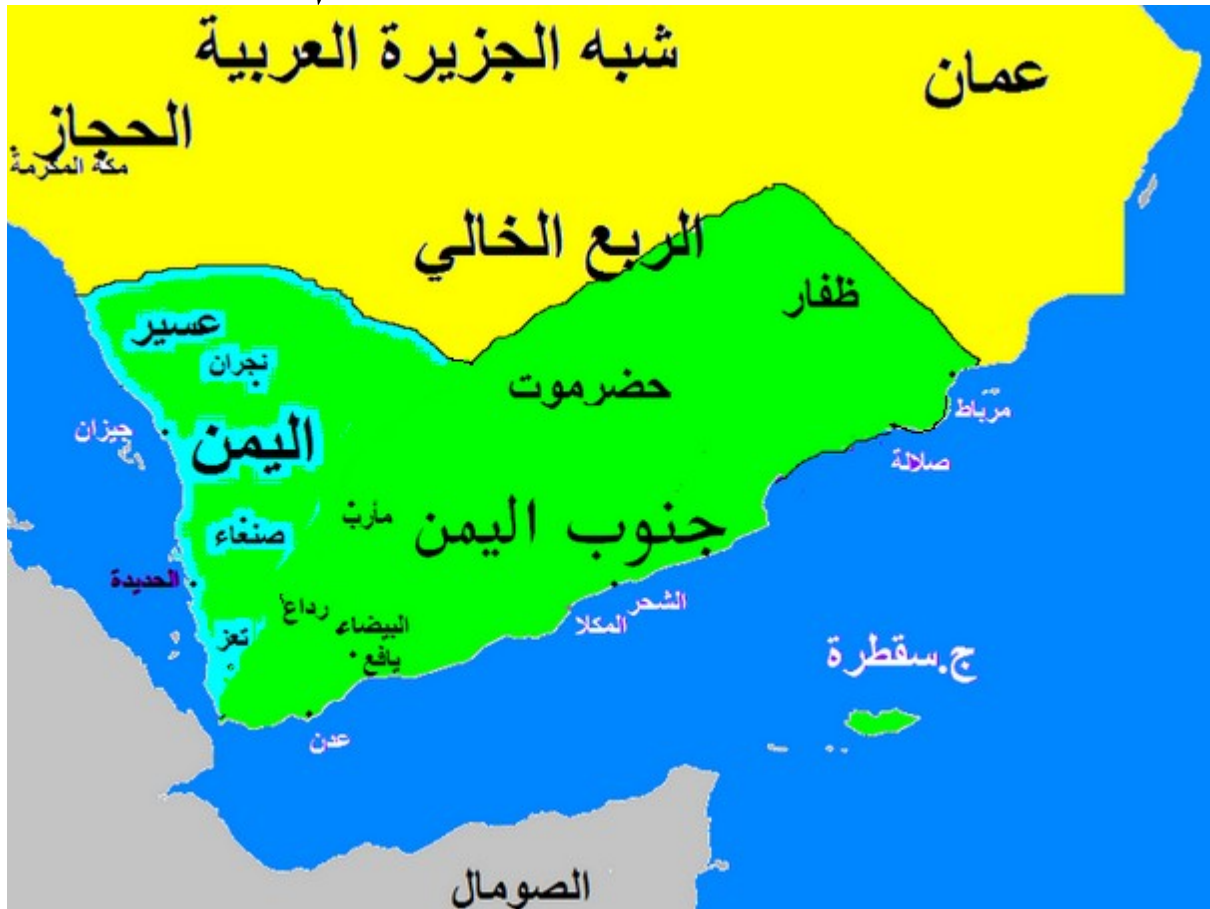 شبه الجزيرة العربية
عمان
الحجاز
مكة المكرمة
الربع الخالي
ظفار
عسير
نجران
حضرموت
مرباط
جيزان
اليمن
صلالة
مأرب
جنوب اليمن
صنعاء
الحديدة
الشحر
المكلا
رداع
البيضاء
تعز
يافع
ج.سقطرة
عدن
الصومال